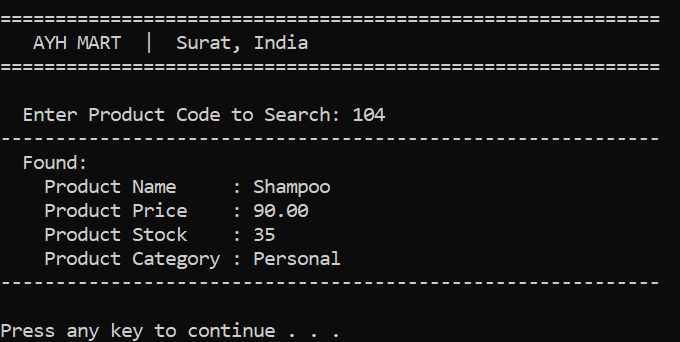 ============================================================
AYH MART | Surat, India
============================================================
Enter Product Code to Search: 104
------------------------------------------------------------
Found:
Product Name     : Shampoo
Product Price    : 90.00
Product Stock    : 35
Product Category : Personal
------------------------------------------------------------
Press any key to continue . . .